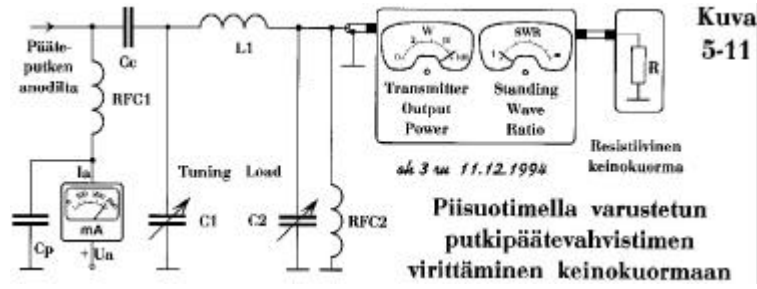 Kuva
5-11
Pääte-
putken
anodilta
Cc
L1
RFC1
W
SWR
Transmitter
Output
Power
Standing
Wave
Ratio
R
Resistiivinen
keinokuorma
oh 3 ru 11.12.1994
Ia
mA
Cp
+ Ua
Tuning Load
C1
C2
RFC2
Piisuotimella varustetun
putkipäätevahvistimen
virittäminen keinokuormaan